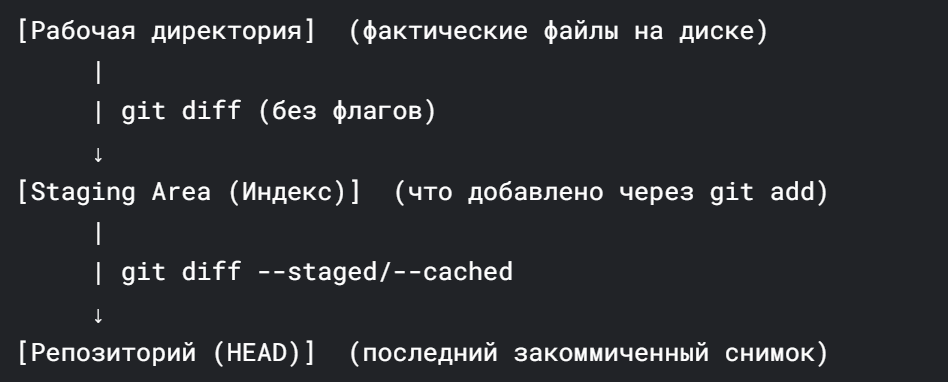 [Рабочая директория]  (фактические файлы на диске)
     |
     | git diff (без флагов)
     ↓
[Staging Area (Индекс)]  (что добавлено через git add)
     |
     | git diff --staged/--cached
     ↓
[Репозиторий (HEAD)]  (последний закоммиченный снимок)